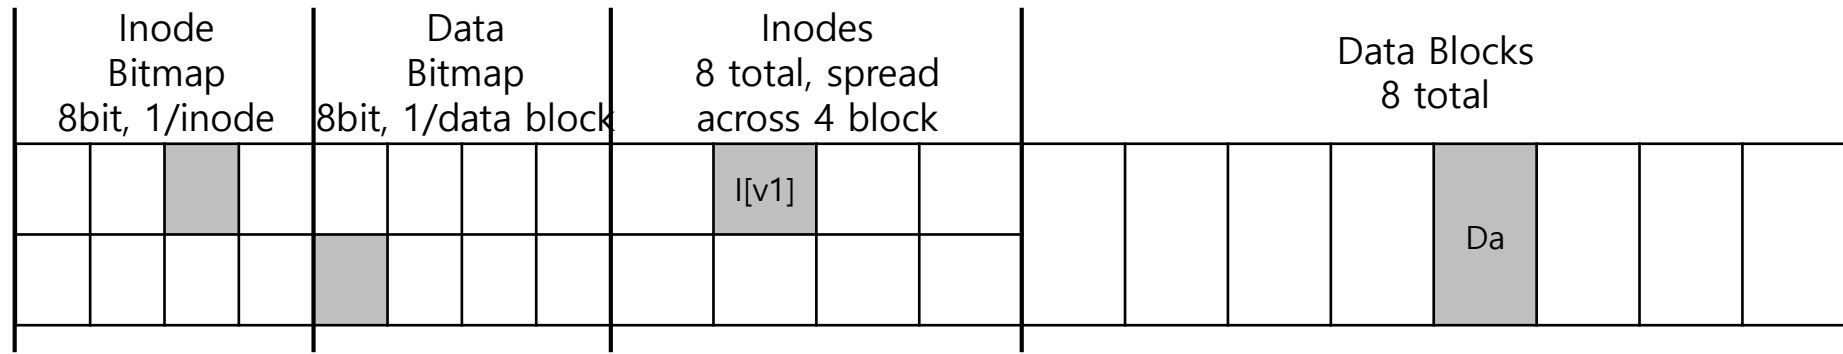 Inode
Bitmap
8bit, 1/inode
Data
Bitmap
8bit, 1/data block
Inodes
8 total, spread
across 4 block
Data Blocks
8 total
I[v1]
Da